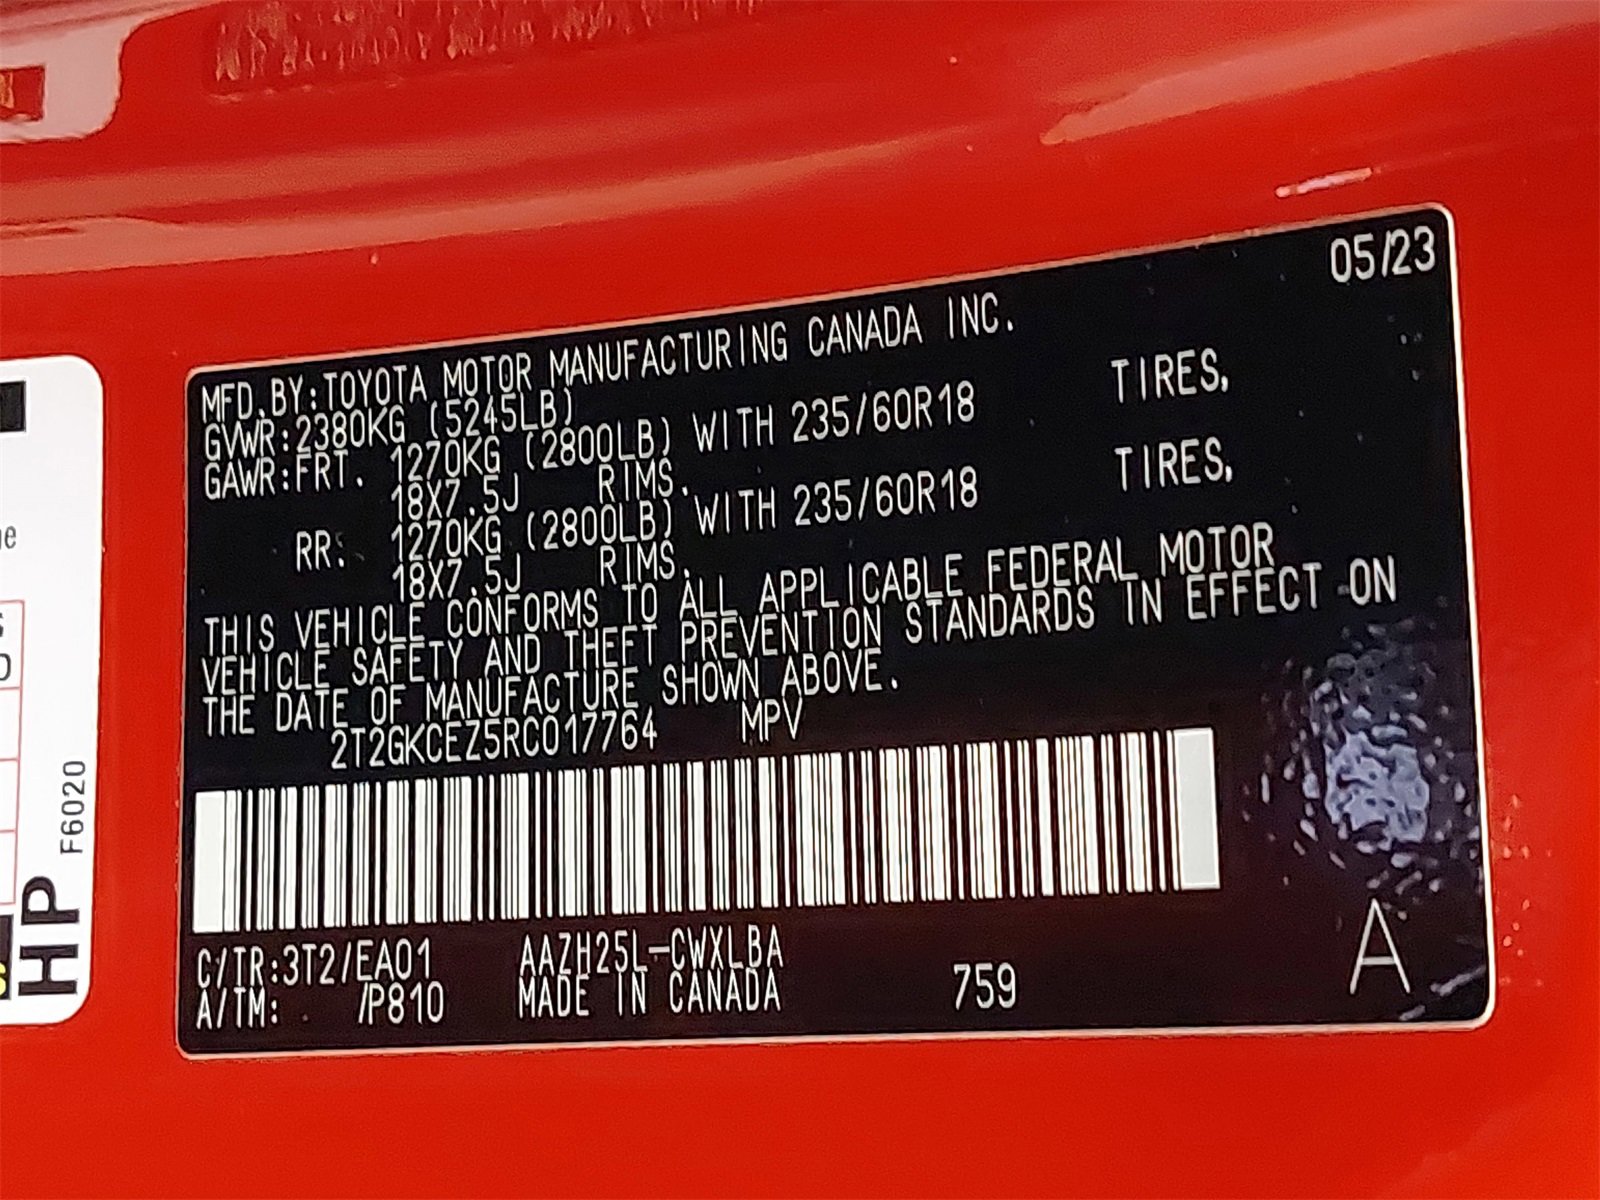 05/23
MFD.BY:TOYOTA MOTOR MANUFACTURING CANADA INC.
GVWR:2380KG (5245LB)
GAWR:FRT. 1270KG (2800LB) WITH 235/60R18 TIRES,
18X7.5J RIMS.
RR: 1270KG (2800LB) WITH 235/60R18 TIRES,
18X7.5J RIMS.
THIS VEHICLE CONFORMS TO ALL APPLICABLE FEDERAL MOTOR
VEHICLE SAFETY AND THEFT PREVENTION STANDARDS IN EFFECT ON
THE DATE OF MANUFACTURE SHOWN ABOVE.
2T2GKCEZ5RC017764 MPV
C/TR:3T2/EA01 AAZH25L-CWXLBA
A/TM: /P810 MADE IN CANADA 759 A
HP F6020